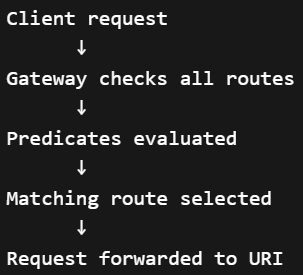 Client request
↓
Gateway checks all routes
↓
Predicates evaluated
↓
Matching route selected
↓
Request forwarded to URI